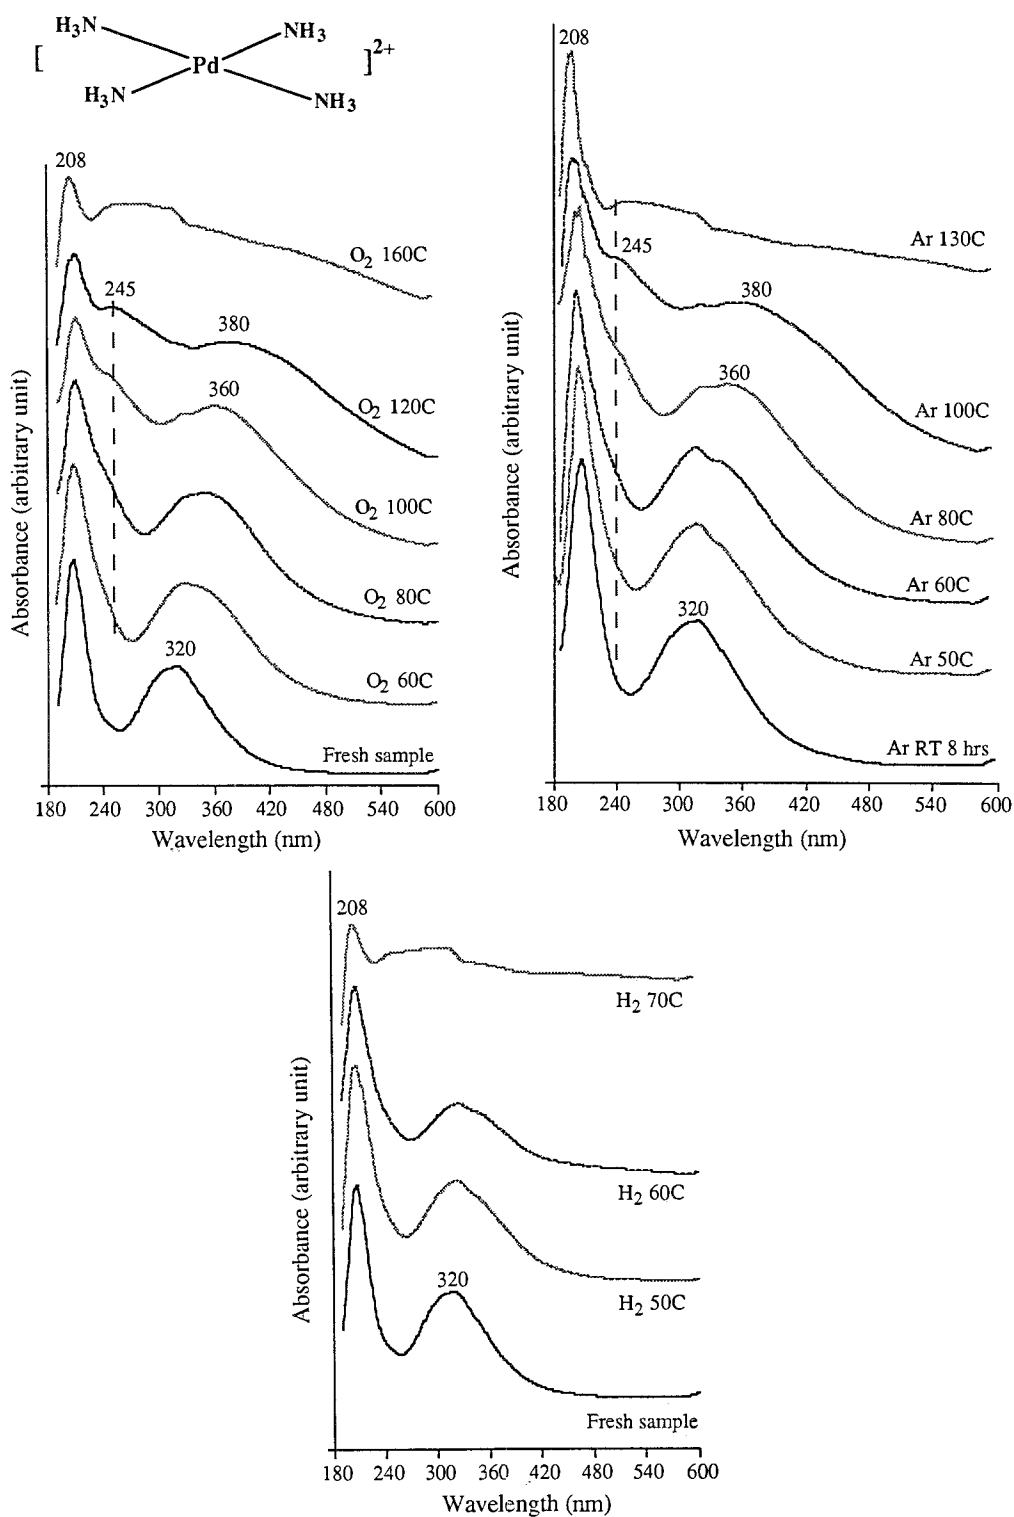 H3N
NH3
[ Pd ]2+
H3N
NH3
208
245
380
360
320
O2 160C
O2 120C
O2 100C
O2 80C
O2 60C
Fresh sample
Absorbance (arbitrary unit)
180 240 300 360 420 480 540 600
Wavelength (nm)
208
245
380
360
320
Ar 130C
Ar 100C
Ar 80C
Ar 60C
Ar 50C
Ar RT 8 hrs
Absorbance (arbitrary unit)
180 240 300 360 420 480 540 600
Wavelength (nm)
208
H2 70C
H2 60C
H2 50C
320
Fresh sample
Absorbance (arbitrary unit)
180 240 300 360 420 480 540 600
Wavelength (nm)